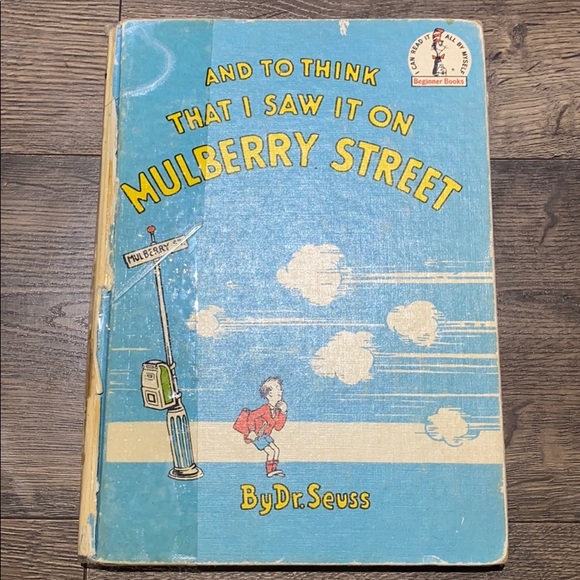 I CAN READ IT ALL BY MYSELF
Beginner Books
AND TO THINK
THAT I SAW IT ON
MULBERRY STREET
MULBERRY ST.
By Dr. Seuss